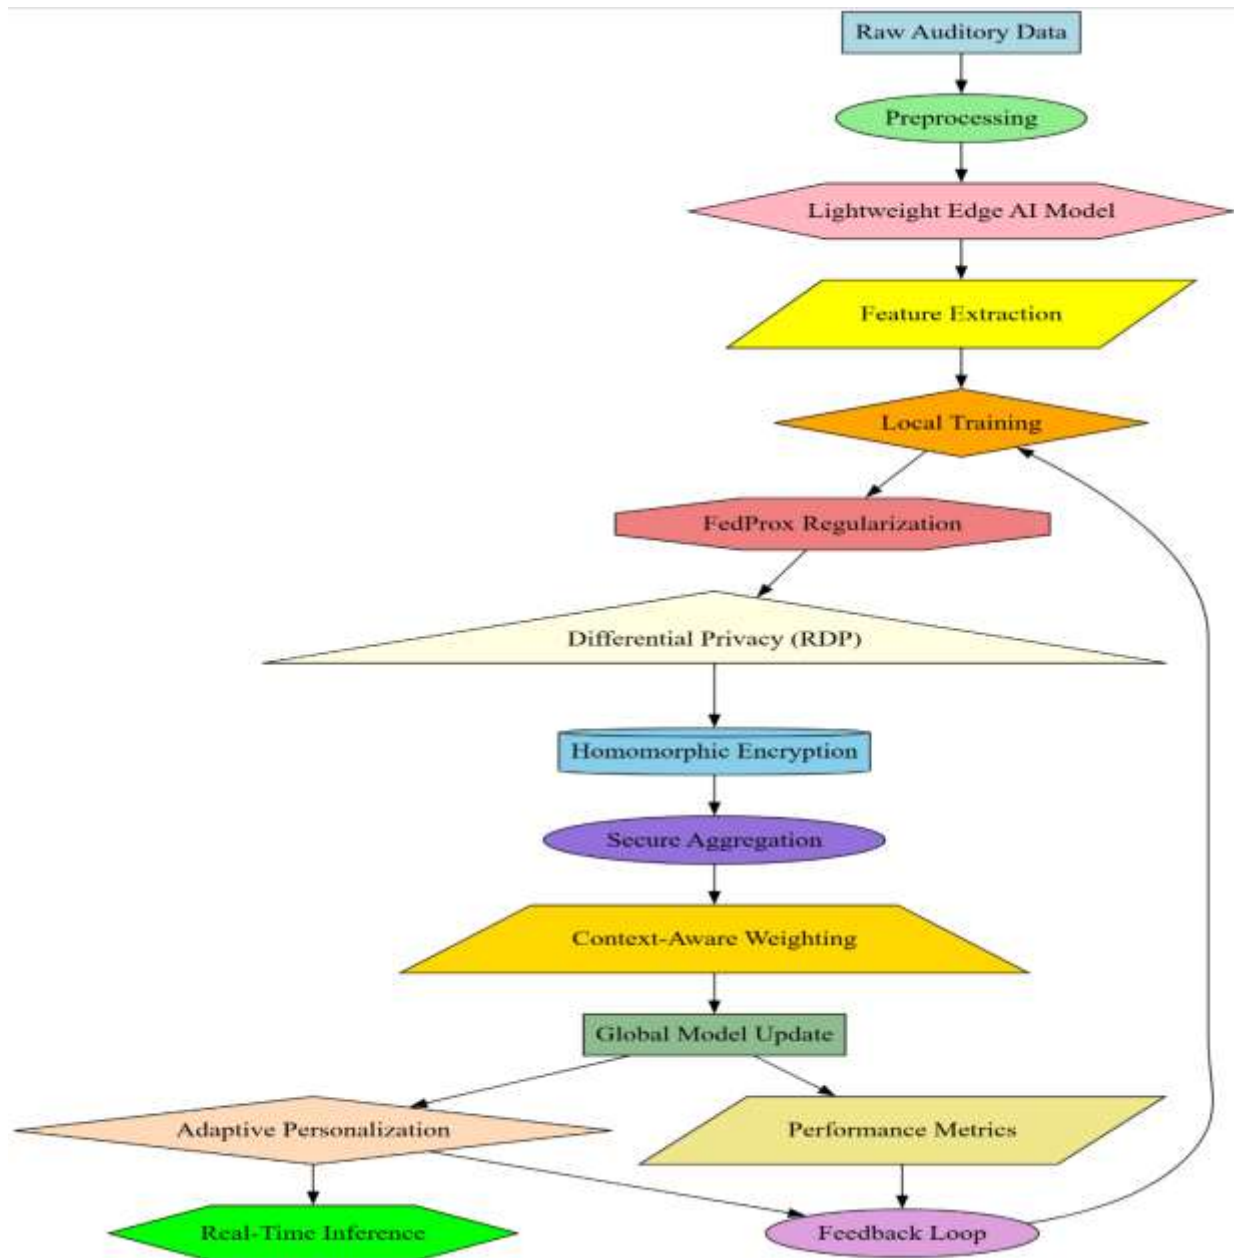 Raw Auditory Data
Preprocessing
Lightweight Edge AI Model
Feature Extraction
Local Training
FedProx Regularization
Differential Privacy (RDP)
Homomorphic Encryption
Secure Aggregation
Context-Aware Weighting
Global Model Update
Adaptive Personalization
Performance Metrics
Real-Time Inference
Feedback Loop